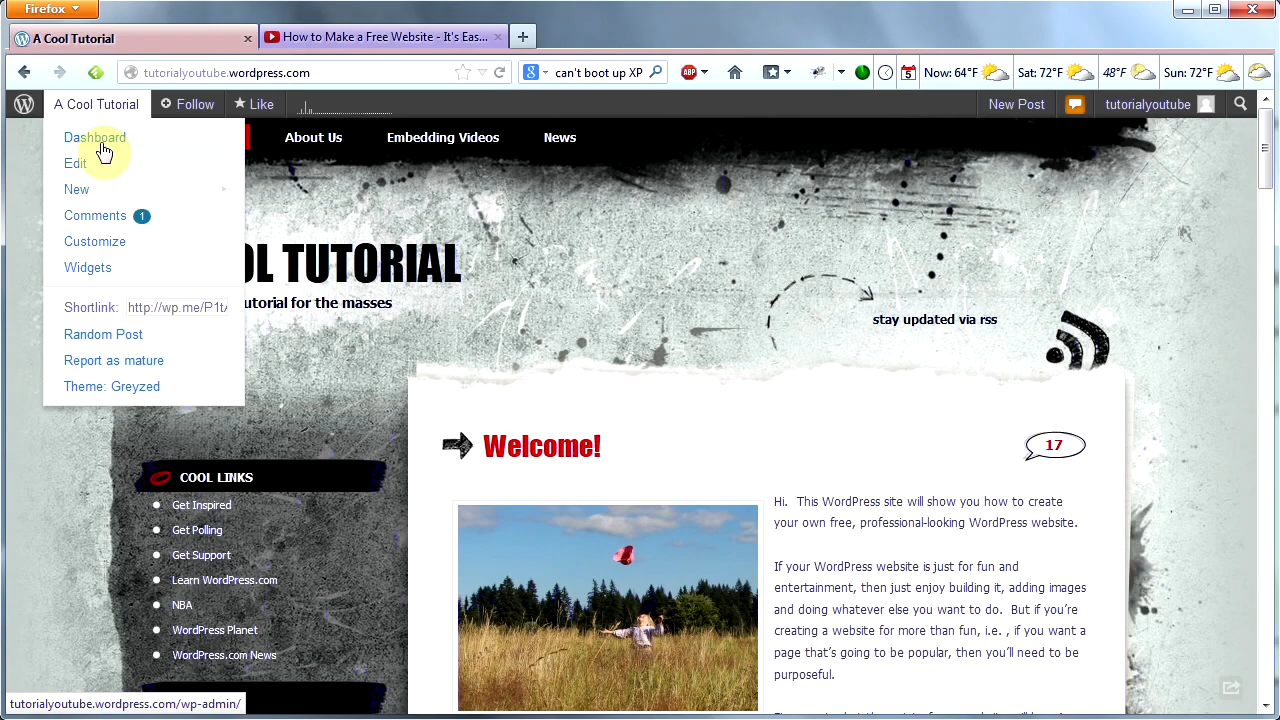 Firefox
A Cool Tutorial
How to Make a Free Website - It's Eas...
tutorialyoutube.wordpress.com
can't boot up XP
ABP
5
Now: 64°F
Sat: 72°F
48°F
Sun: 72°F
A Cool Tutorial
Follow
Like
New Post
tutorialyoutube
Dashboard
Edit
New
Comments 1
Customize
Widgets
Shortlink: http://wp.me/P1t
Random Post
Report as mature
Theme: Greyzed
About Us
Embedding Videos
News
OL TUTORIAL
utorial for the masses
stay updated via rss
COOL LINKS
Get Inspired
Get Polling
Get Support
Learn WordPress.com
NBA
WordPress Planet
WordPress.com News
Welcome!
17
Hi. This WordPress site will show you how to create
your own free, professional-looking WordPress website.
If your WordPress website is just for fun and
entertainment, then just enjoy building it, adding images
and doing whatever else you want to do. But if you're
creating a website for more than fun, i.e. , if you want a
page that's going to be popular, then you'll need to be
purposeful.
tutorialyoutube.wordpress.com/wp-admin/